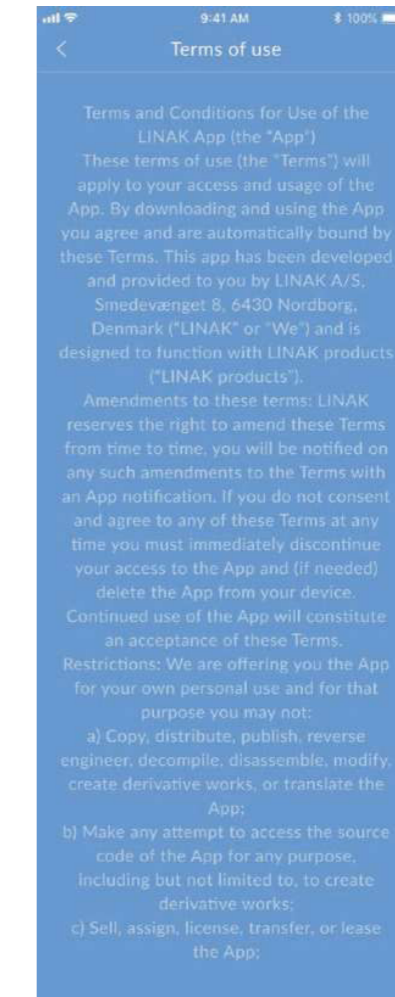 9:41 AM 100%
Terms of use
Terms and Conditions for Use of the
LINAK App (the "App")
These terms of use (the "Terms") will
apply to your access and usage of the
App. By downloading and using the App
you agree and are automatically bound by
these Terms. This app has been developed
and provided to you by LINAK A/S,
Smedevænget 8, 6430 Nordborg,
Denmark ("LINAK" or "We") and is
designed to function with LINAK products
("LINAK products").
Amendments to these terms: LINAK
reserves the right to amend these Terms
from time to time, you will be notified on
any such amendments to the Terms with
an App notification. If you do not consent
and agree to any of these Terms at any
time you must immediately discontinue
your access to the App and (if needed)
delete the App from your device.
Continued use of the App will constitute
an acceptance of these Terms.
Restrictions: We are offering you the App
for your own personal use and for that
purpose you may not:
a) Copy, distribute, publish, reverse
engineer, decompile, disassemble, modify,
create derivative works, or translate the
App;
b) Make any attempt to access the source
code of the App for any purpose,
including but not limited to, to create
derivative works;
c) Sell, assign, license, transfer, or lease
the App;